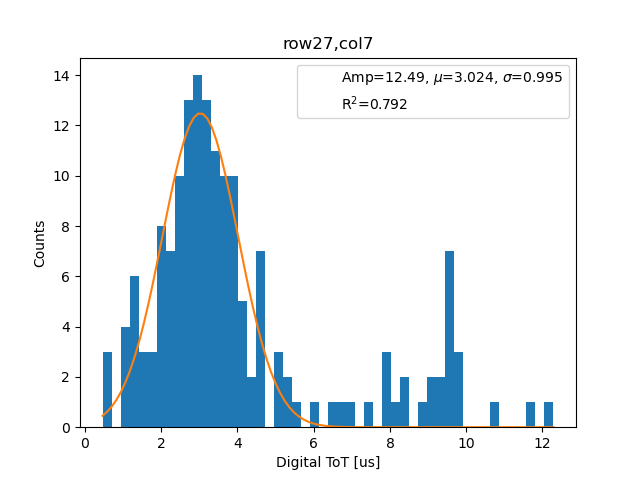 row27,col7
Amp=12.49, μ=3.024, σ=0.995
R²=0.792
14
12
10
8
6
4
2
0
Counts
0 2 4 6 8 10 12
Digital ToT [us]